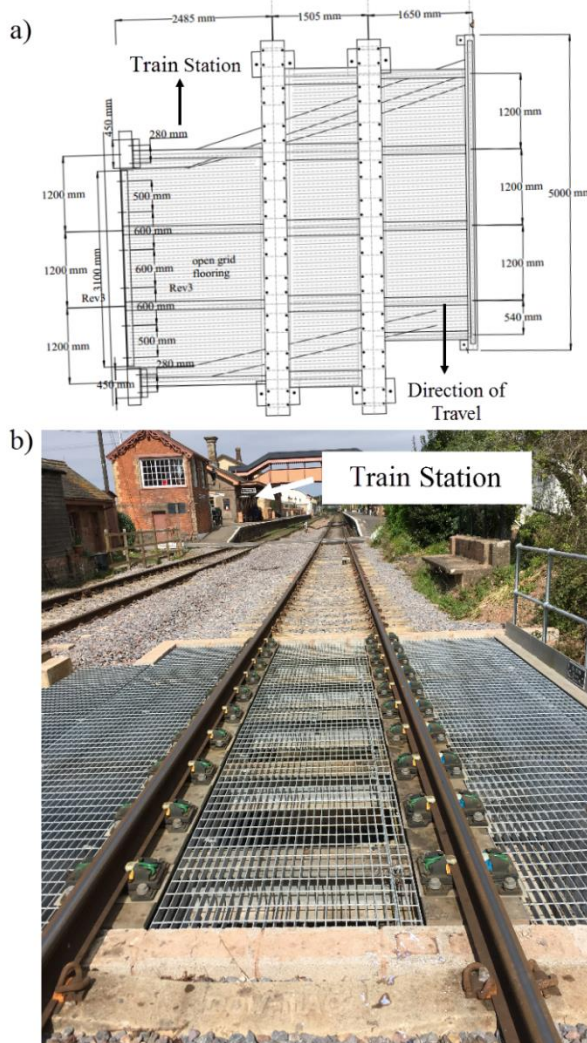 a)
2485 mm
1505 mm
1650 mm
Train Station
450 mm
280 mm
1200 mm
500 mm
600 mm
1200 mm
3100 mm
600 mm
open grid
flooring
Rev3
Rev3
600 mm
500 mm
1200 mm
280 mm
450 mm
1200 mm
1200 mm
1200 mm
540 mm
5000 mm
Direction of
Travel
b)
Train Station